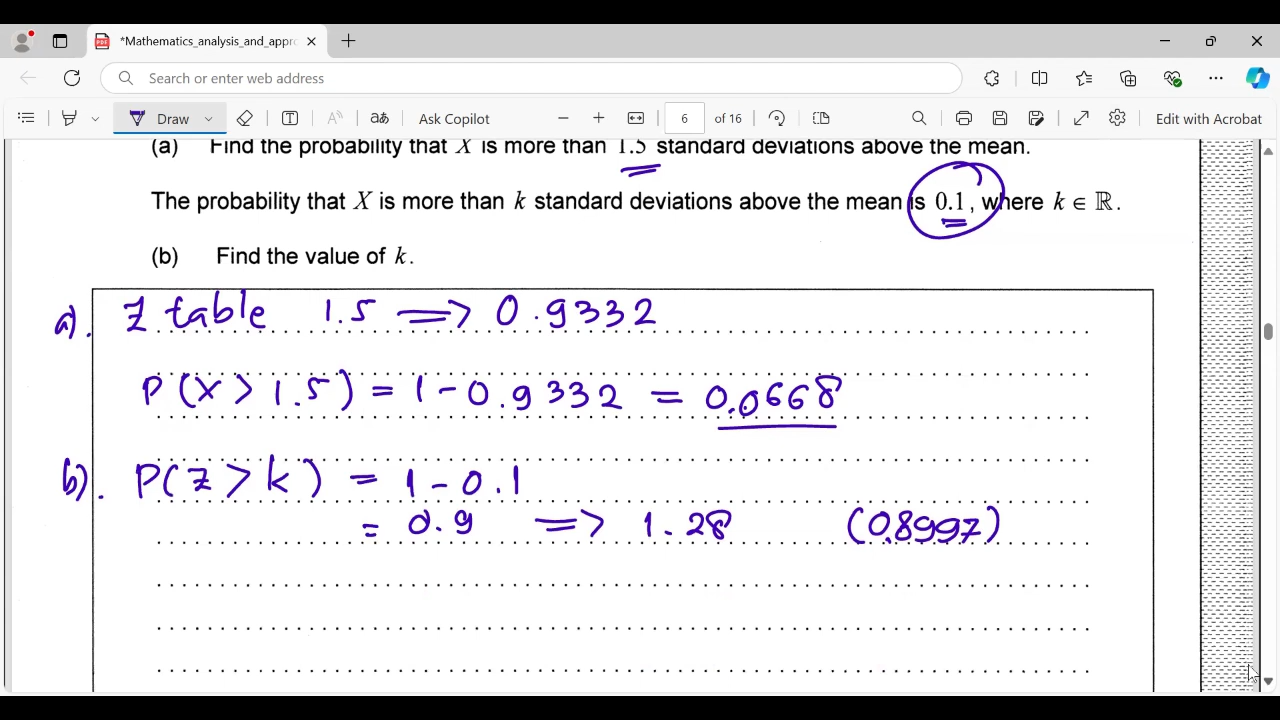 *Mathematics_analysis_and_appr
Search or enter web address
Draw
Ask Copilot
6 of 16
Edit with Acrobat
(a) Find the probability that X is more than 1.5 standard deviations above the mean.
The probability that X is more than k standard deviations above the mean is 0.1, where k ∈ ℝ.
(b) Find the value of k.
a). Z table 1.5 => 0.9332
P(X > 1.5) = 1 - 0.9332 = 0.0668
b). P(Z > k) = 1 - 0.1
= 0.9 => 1.28 (0.8997)